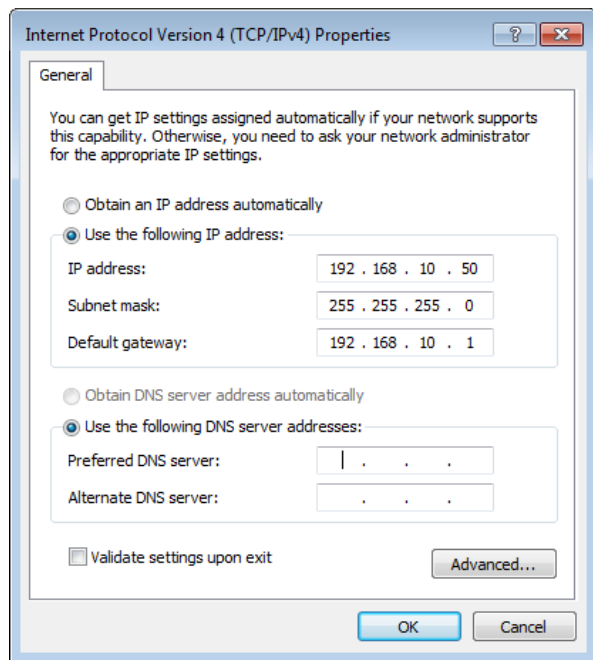 Internet Protocol Version 4 (TCP/IPv4) Properties
General
You can get IP settings assigned automatically if your network supports
this capability. Otherwise, you need to ask your network administrator
for the appropriate IP settings.
Obtain an IP address automatically
Use the following IP address:
IP address: 192 . 168 . 10 . 50
Subnet mask: 255 . 255 . 255 . 0
Default gateway: 192 . 168 . 10 . 1
Obtain DNS server address automatically
Use the following DNS server addresses:
Preferred DNS server: . . .
Alternate DNS server: . . .
Validate settings upon exit
Advanced...
OK Cancel